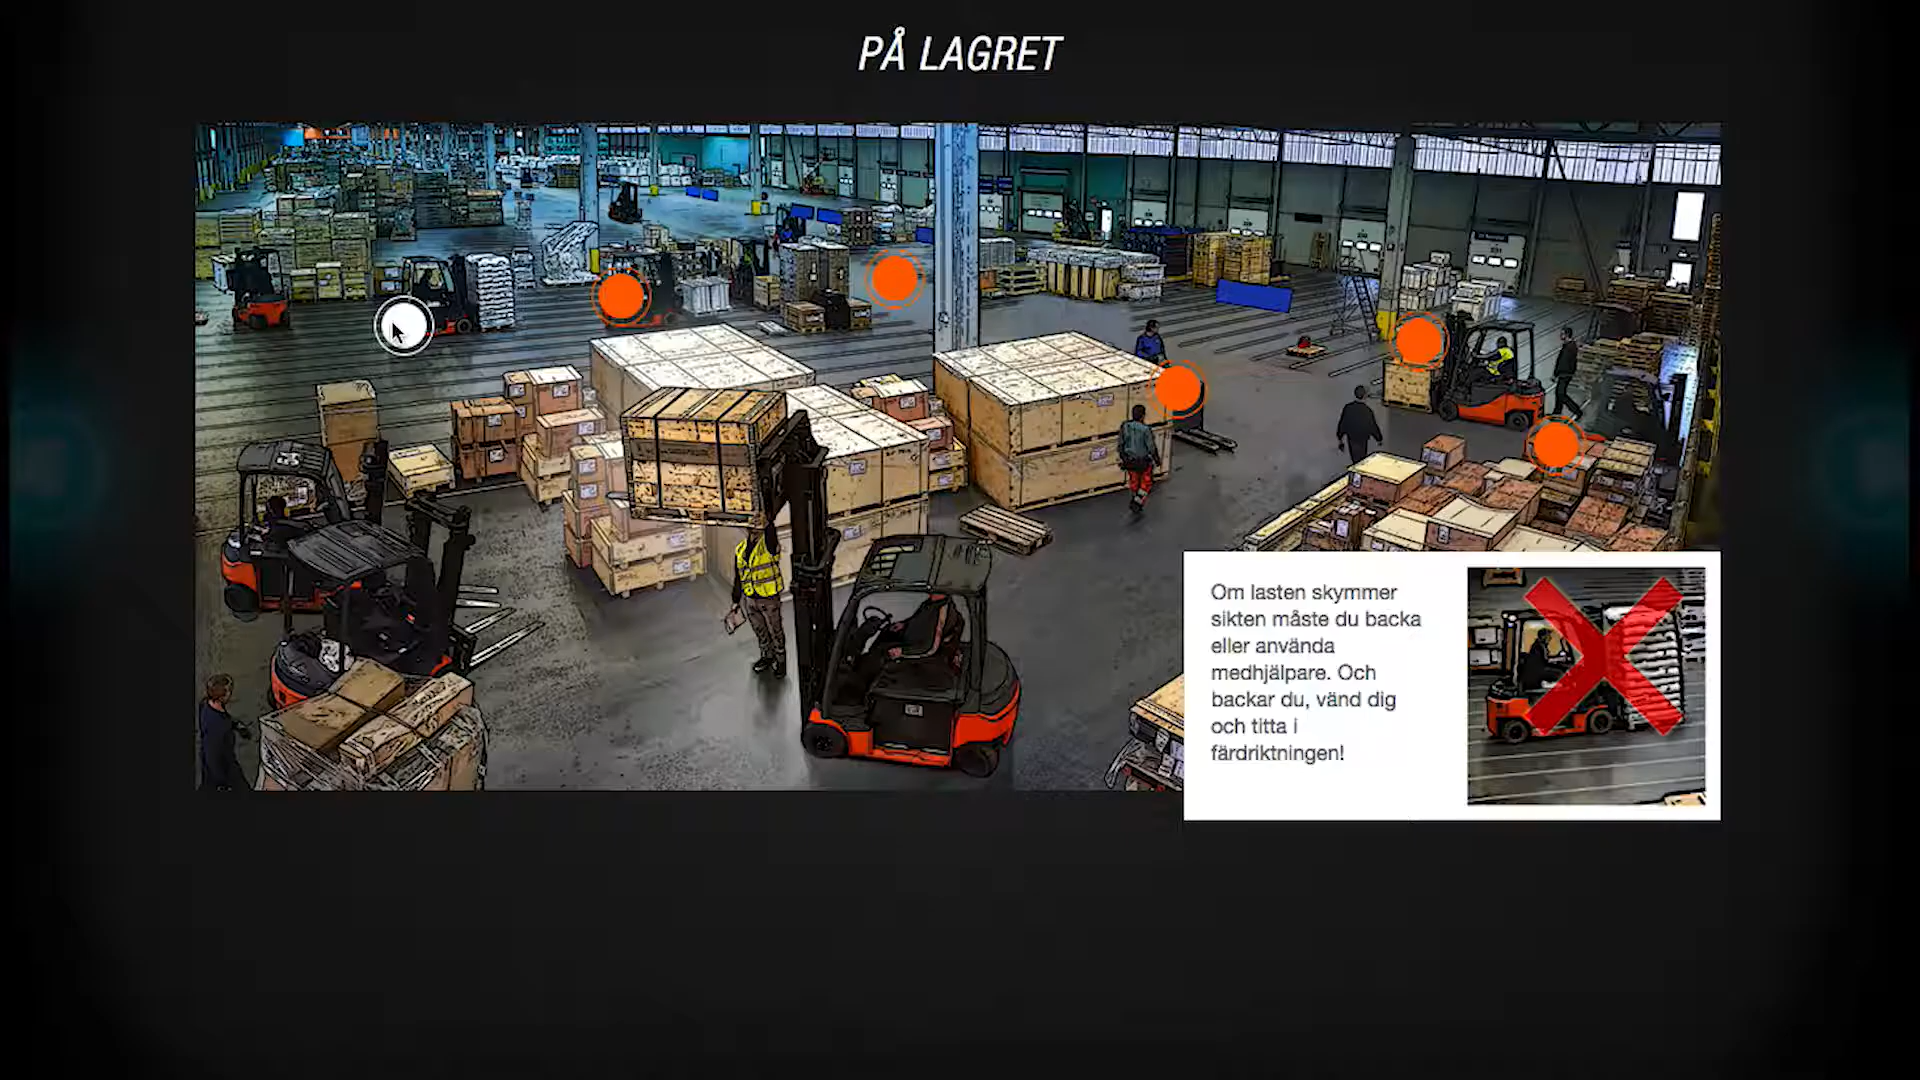 PÅ LAGRET
Om lasten skymmer
sikten måste du backa
eller använda
medhjälpare. Och
backar du, vänd dig
och titta i
färdriktningen!